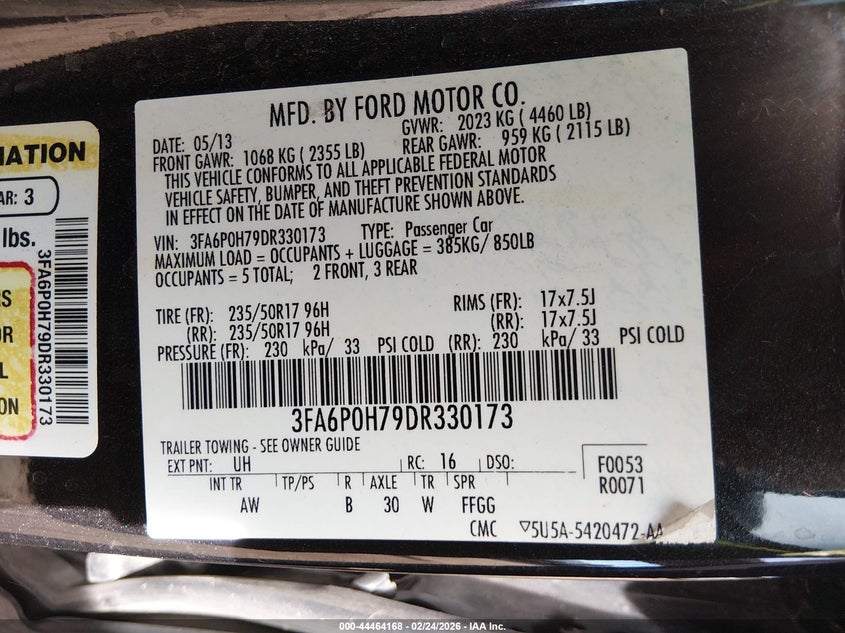 MFD. BY FORD MOTOR CO.
DATE: 05/13 GVWR: 2023 KG ( 4460 LB)
FRONT GAWR: 1068 KG ( 2355 LB) REAR GAWR: 959 KG ( 2115 LB)
THIS VEHICLE CONFORMS TO ALL APPLICABLE FEDERAL MOTOR
VEHICLE SAFETY, BUMPER, AND THEFT PREVENTION STANDARDS
IN EFFECT ON THE DATE OF MANUFACTURE SHOWN ABOVE.
VIN: 3FA6P0H79DR330173 TYPE: Passenger Car
MAXIMUM LOAD = OCCUPANTS + LUGGAGE = 385KG/ 850LB
OCCUPANTS = 5 TOTAL; 2 FRONT, 3 REAR
TIRE (FR): 235/50R17 96H RIMS (FR): 17x7.5J
(RR): 235/50R17 96H (RR): 17x7.5J
PRESSURE (FR): 230 kPa/ 33 PSI COLD (RR): 230 kPa/ 33 PSI COLD
3FA6P0H79DR330173
TRAILER TOWING - SEE OWNER GUIDE
EXT PNT: UH RC: 16 DSO: F0053
INT TR TP/PS R AXLE TR SPR R0071
AW B 30 W FFGG
CMC ▽5U5A-5420472-AA
MATION
AR: 3
lbs.
RS
OR
L
ON
3FA6P0H79DR330173
000-44464168 - 02/24/2026 - IAA Inc.